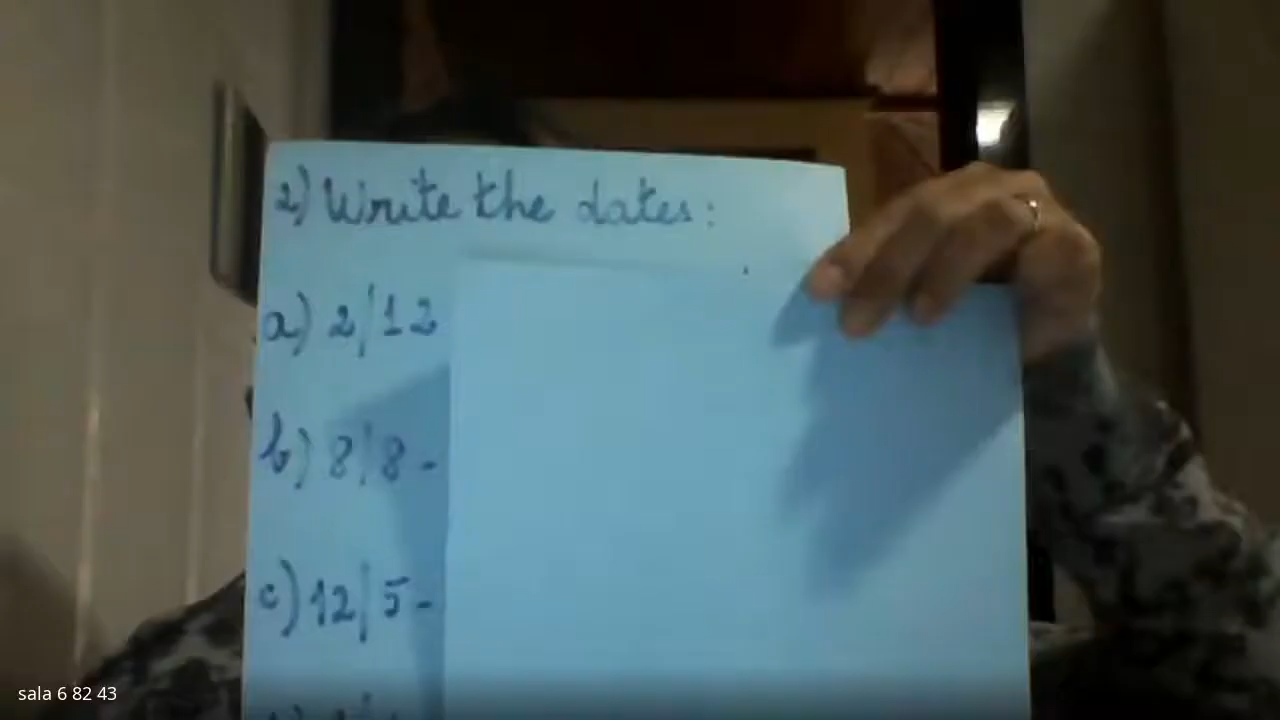 2) Write the dates:
a) 2/12
b) 8/8-
c) 12/5-
sala 6 82 43